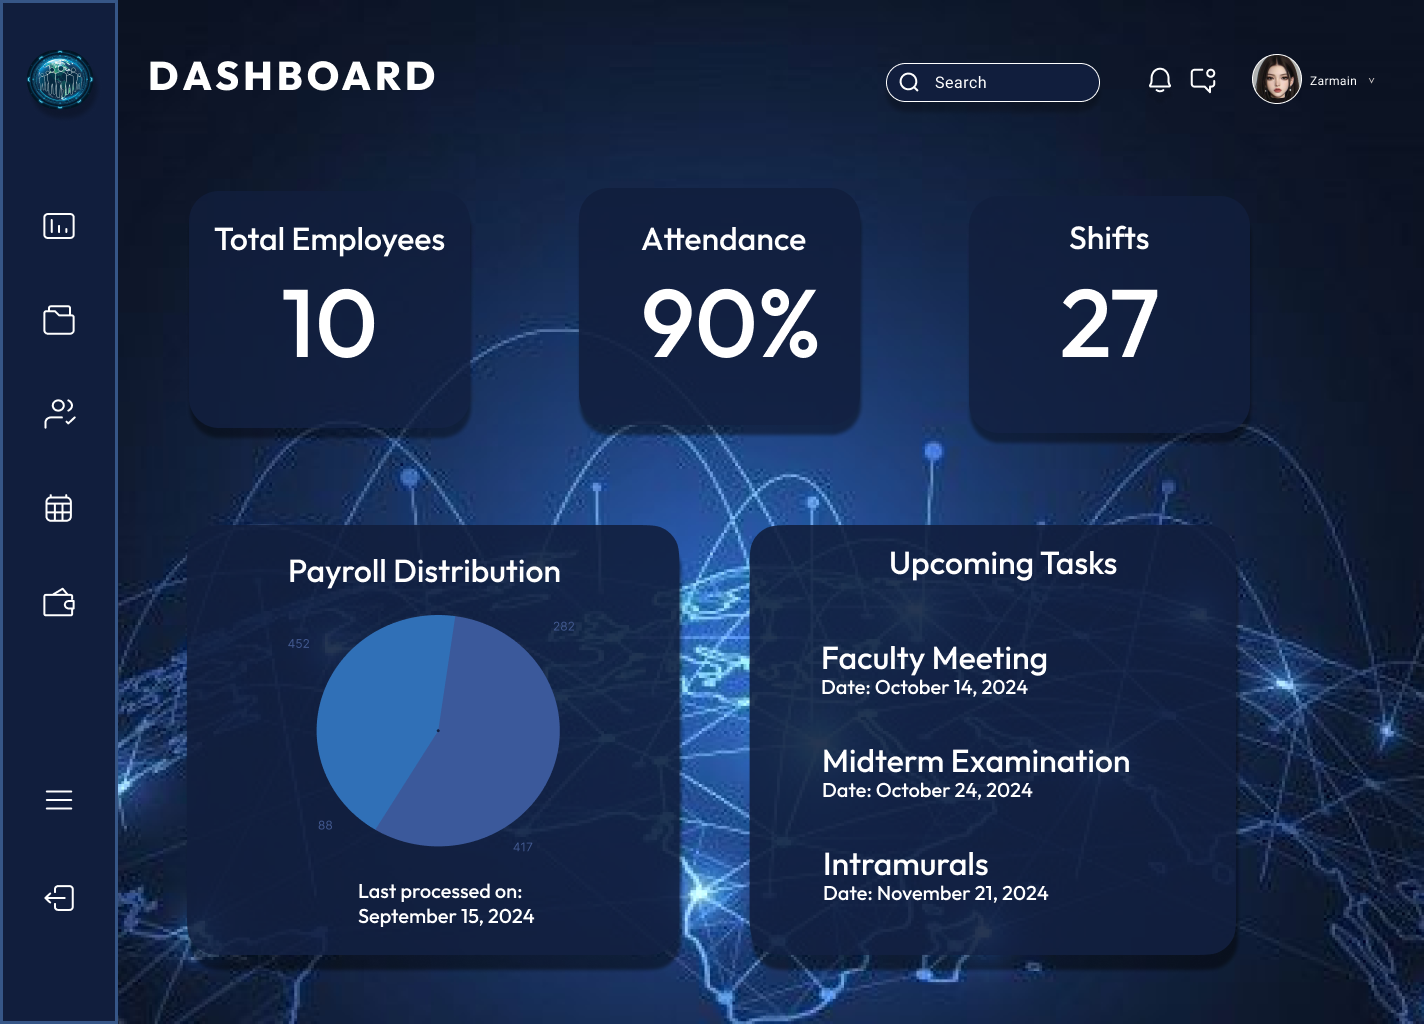 DASHBOARD
Search
Zarmain
Total Employees
10
Attendance
90%
Shifts
27
Payroll Distribution
452
282
88
417
Last processed on:
September 15, 2024
Upcoming Tasks
Faculty Meeting
Date: October 14, 2024
Midterm Examination
Date: October 24, 2024
Intramurals
Date: November 21, 2024